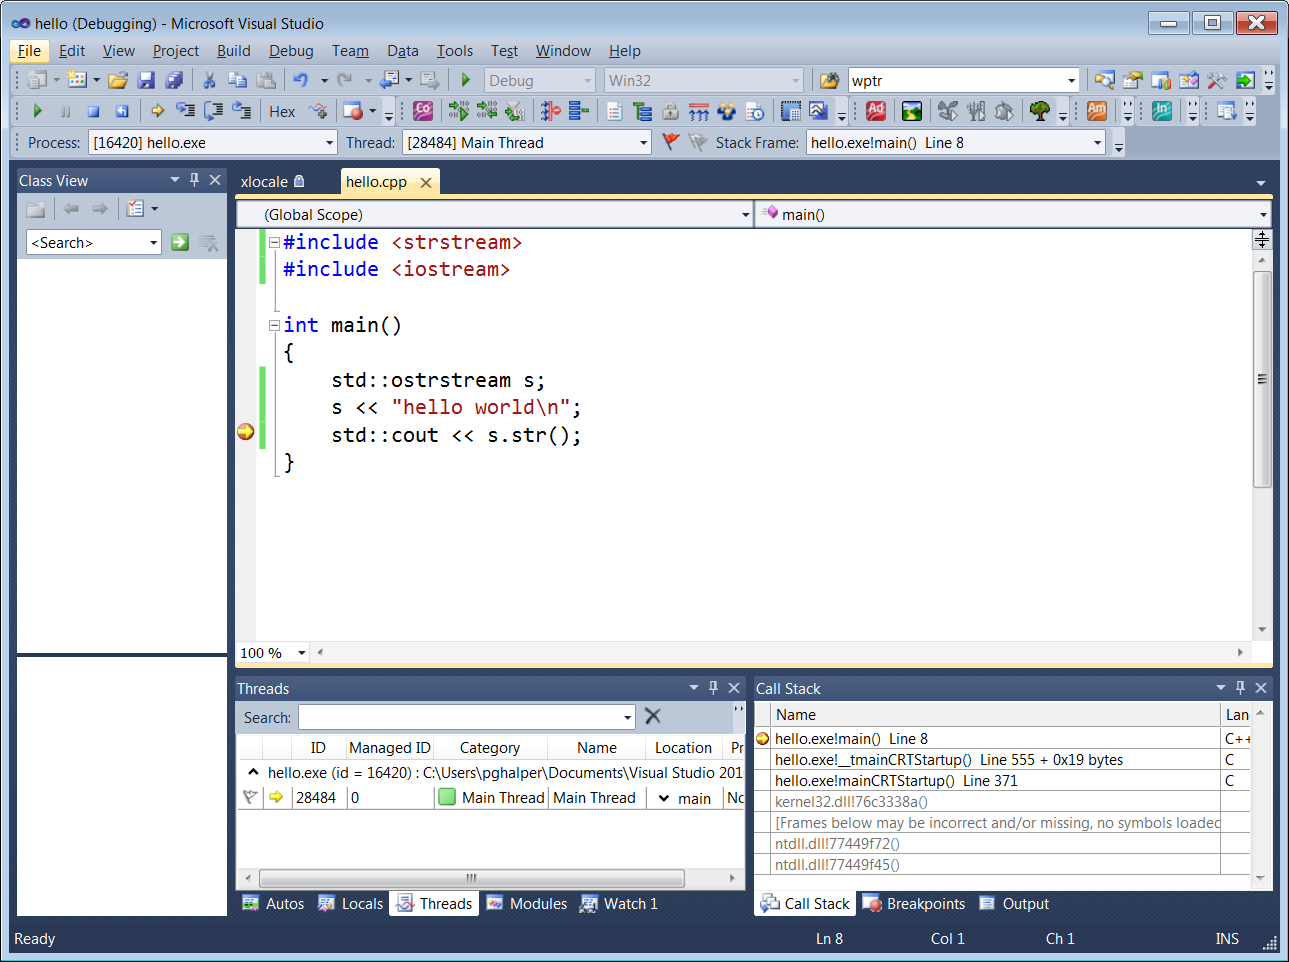 hello (Debugging) - Microsoft Visual Studio
File Edit View Project Build Debug Team Data Tools Test Window Help
Debug Win32 wptr
Hex
Process: [16420] hello.exe Thread: [28484] Main Thread Stack Frame: hello.exe!main() Line 8
Class View
xlocale hello.cpp
(Global Scope) main()
<Search>
#include <strstream>
#include <iostream>
int main()
{
std::ostrstream s;
s << "hello world\n";
std::cout << s.str();
}
100 %
Threads
Search:
ID Managed ID Category Name Location Pr
hello.exe (id = 16420) : C:\Users\pghalper\Documents\Visual Studio 201
28484 0 Main Thread Main Thread main No
Autos Locals Threads Modules Watch 1
Call Stack
Name Lan
hello.exe!main() Line 8 C++
hello.exe!__tmainCRTStartup() Line 555 + 0x19 bytes C
hello.exe!mainCRTStartup() Line 371 C
kernel32.dll!76c3338a()
[Frames below may be incorrect and/or missing, no symbols loaded
ntdll.dll!77449f72()
ntdll.dll!77449f45()
Call Stack Breakpoints Output
Ready Ln 8 Col 1 Ch 1 INS